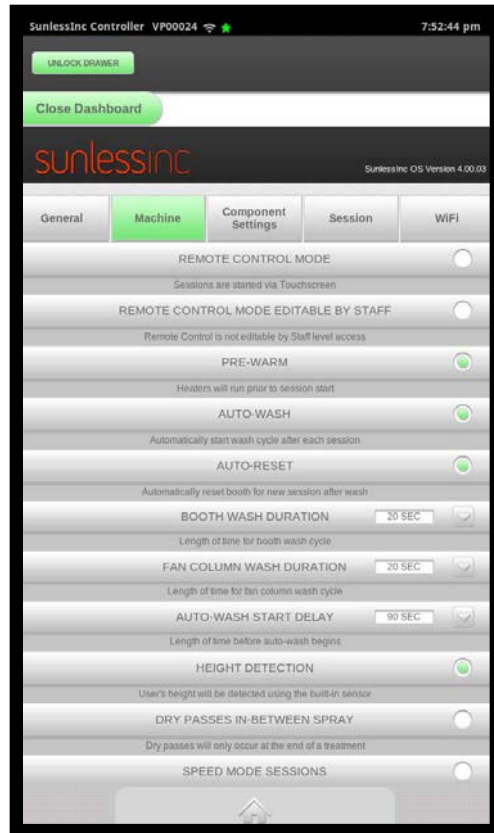 SunlessInc Controller VP00024 7:52:44 pm
UNLOCK DRAWER
Close Dashboard
sunlessinc
SunlessInc OS Version 4.00.03
General Machine Component Settings Session WiFi
REMOTE CONTROL MODE
Sessions are started via Touchscreen
REMOTE CONTROL MODE EDITABLE BY STAFF
Remote Control is not editable by Staff level access
PRE-WARM
Heaters will run prior to session start
AUTO-WASH
Automatically start wash cycle after each session
AUTO-RESET
Automatically reset booth for new session after wash
BOOTH WASH DURATION 20 SEC
Length of time for booth wash cycle
FAN COLUMN WASH DURATION 20 SEC
Length of time for fan column wash cycle
AUTO-WASH START DELAY 90 SEC
Length of time before auto-wash begins
HEIGHT DETECTION
User's height will be detected using the built-in sensor
DRY PASSES IN-BETWEEN SPRAY
Dry passes will only occur at the end of a treatment
SPEED MODE SESSIONS